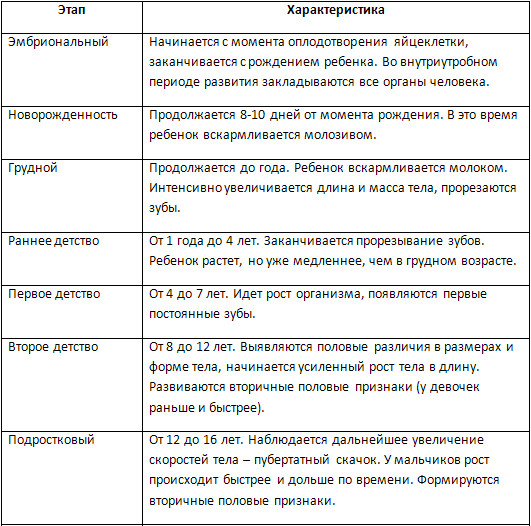 Этап Характеристика
Эмбриональный Начинается с момента оплодотворения яйцеклетки,
заканчивается с рождением ребенка. Во внутриутробном
периоде развития закладываются все органы человека.
Новорожденность Продолжается 8-10 дней от момента рождения. В это время
ребенок вскармливается молозивом.
Грудной Продолжается до года. Ребенок вскармливается молоком.
Интенсивно увеличивается длина и масса тела, прорезаются
зубы.
Раннее детство От 1 года до 4 лет. Заканчивается прорезывание зубов.
Ребенок растет, но уже медленнее, чем в грудном возрасте.
Первое детство От 4 до 7 лет. Идет рост организма, появляются первые
постоянные зубы.
Второе детство От 8 до 12 лет. Выявляются половые различия в размерах и
форме тела, начинается усиленный рост тела в длину.
Развиваются вторичные половые признаки (у девочек
раньше и быстрее).
Подростковый От 12 до 16 лет. Наблюдается дальнейшее увеличение
скоростей тела – пубертатный скачок. У мальчиков рост
происходит быстрее и дольше по времени. Формируются
вторичные половые признаки.